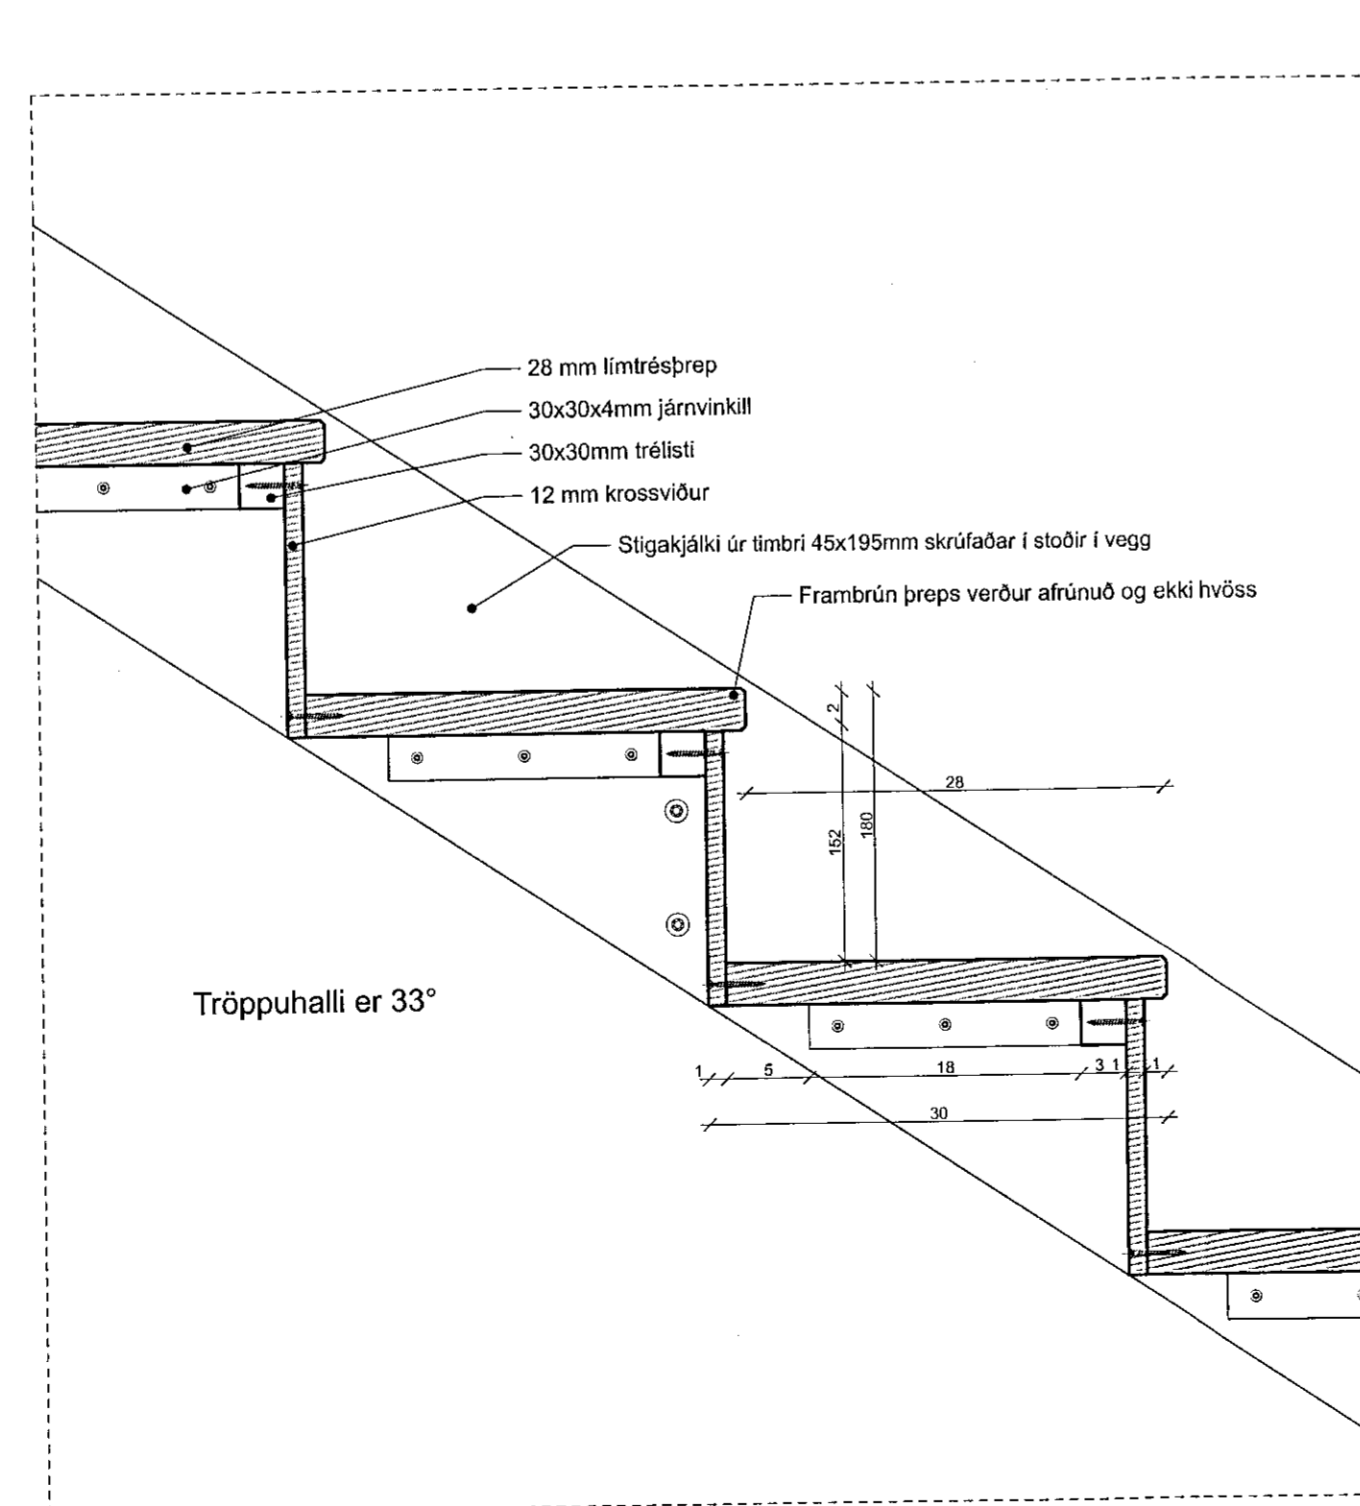 28 mm límtrésþrep
30x30x4mm járnvinkill
30x30mm trélisti
12 mm krossviður
Stigakjálki úr timbri 45x195mm skrúfaðar í stoðir í vegg
Frambrún þreps verður afrúnuð og ekki hvöss
2
28
152
180
Tröppuhalli er 33°
1 5 18 3 1 1
30